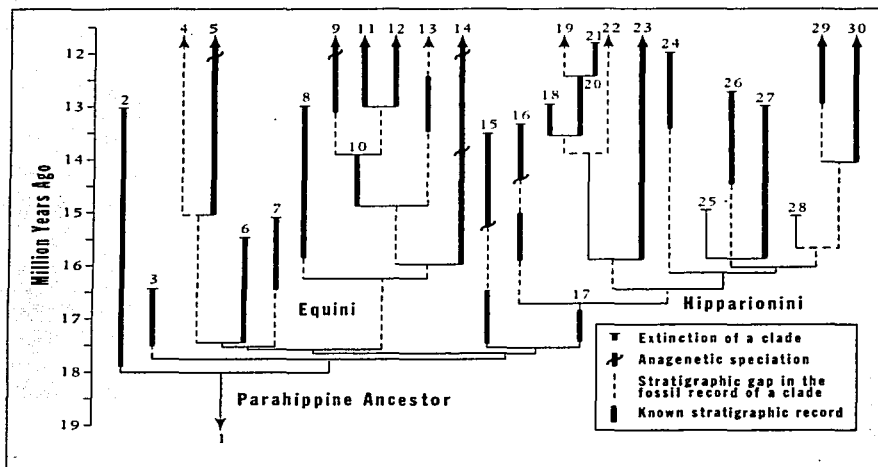 4 5 9 11 12 13 14 19 21 22 23 29 30
12
24
20
26
2 8 18 27
13
15 16
14
10
25 28
15
7
6
16
3
Equini 17 Hipparionini
17
18
Parahippine Ancestor
19
1
Million Years Ago
Extinction of a clade
Anagenetic speciation
Stratigraphic gap in the
fossil record of a clade
Known stratigraphic record